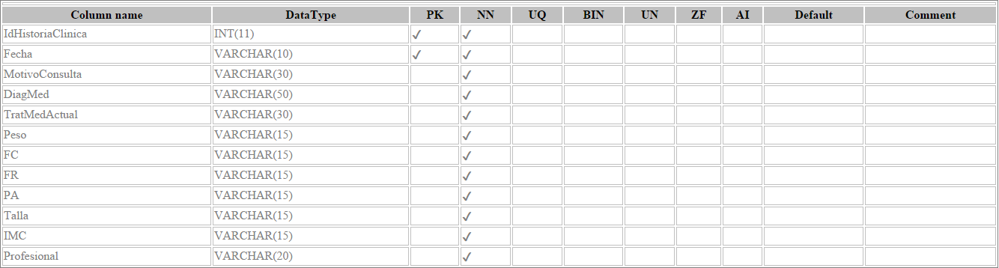 Column name DataType PK NN UQ BIN UN ZF AI Default Comment
IdHistoriaClinica INT(11) ✓ ✓
Fecha VARCHAR(10) ✓ ✓
MotivoConsulta VARCHAR(30) ✓
DiagMed VARCHAR(50) ✓
TratMedActual VARCHAR(30) ✓
Peso VARCHAR(15) ✓
FC VARCHAR(15) ✓
FR VARCHAR(15) ✓
PA VARCHAR(15) ✓
Talla VARCHAR(15) ✓
IMC VARCHAR(15) ✓
Profesional VARCHAR(20) ✓